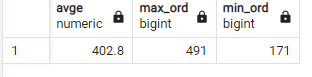 avge max_ord min_ord
numeric bigint bigint
1 402.8 491 171